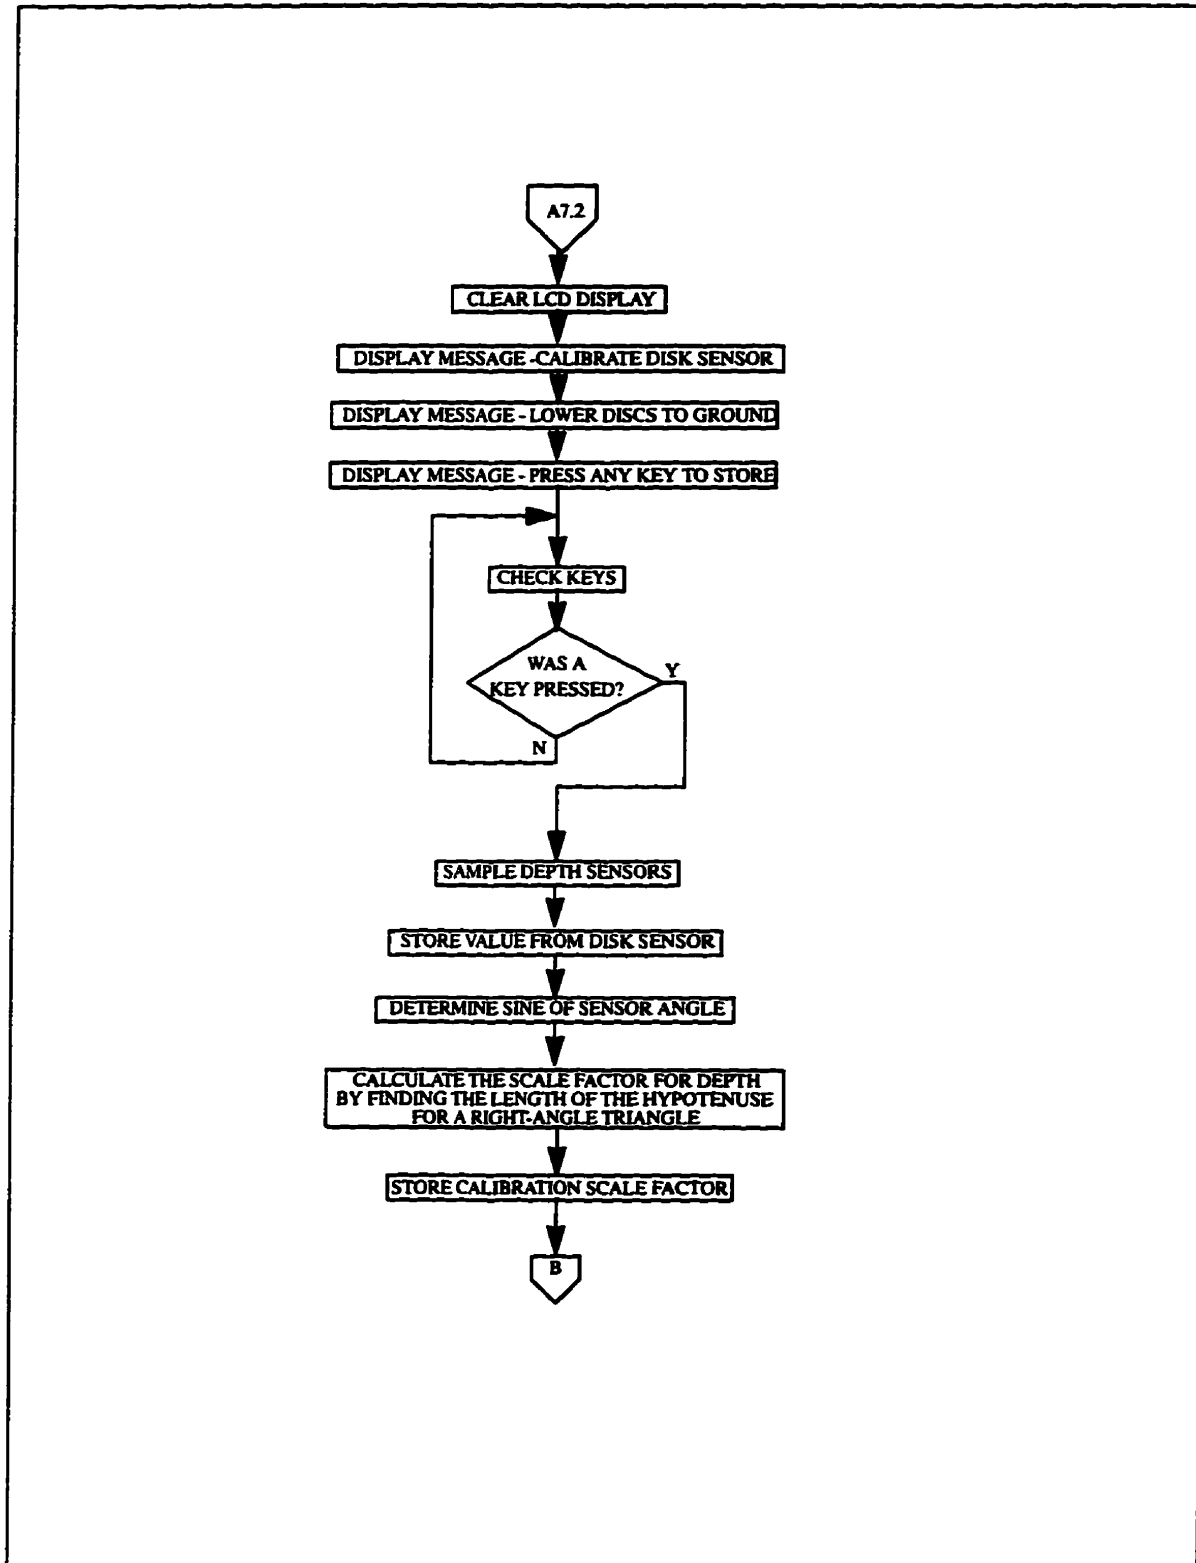 A7.2
CLEAR LCD DISPLAY
DISPLAY MESSAGE -CALIBRATE DISK SENSOR
DISPLAY MESSAGE - LOWER DISCS TO GROUND
DISPLAY MESSAGE - PRESS ANY KEY TO STORE
CHECK KEYS
WAS A
KEY PRESSED?
Y
N
SAMPLE DEPTH SENSORS
STORE VALUE FROM DISK SENSOR
DETERMINE SINE OF SENSOR ANGLE
CALCULATE THE SCALE FACTOR FOR DEPTH
BY FINDING THE LENGTH OF THE HYPOTENUSE
FOR A RIGHT-ANGLE TRIANGLE
STORE CALIBRATION SCALE FACTOR
B